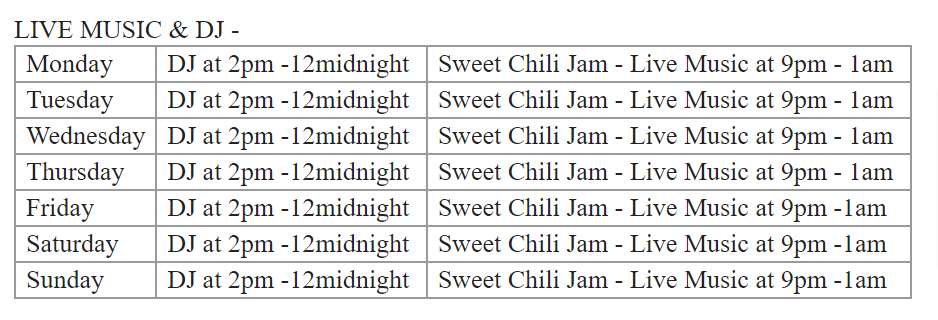 LIVE MUSIC & DJ -
Monday DJ at 2pm -12midnight Sweet Chili Jam - Live Music at 9pm - 1am
Tuesday DJ at 2pm -12midnight Sweet Chili Jam - Live Music at 9pm - 1am
Wednesday DJ at 2pm -12midnight Sweet Chili Jam - Live Music at 9pm - 1am
Thursday DJ at 2pm -12midnight Sweet Chili Jam - Live Music at 9pm - 1am
Friday DJ at 2pm -12midnight Sweet Chili Jam - Live Music at 9pm -1am
Saturday DJ at 2pm -12midnight Sweet Chili Jam - Live Music at 9pm -1am
Sunday DJ at 2pm -12midnight Sweet Chili Jam - Live Music at 9pm -1am